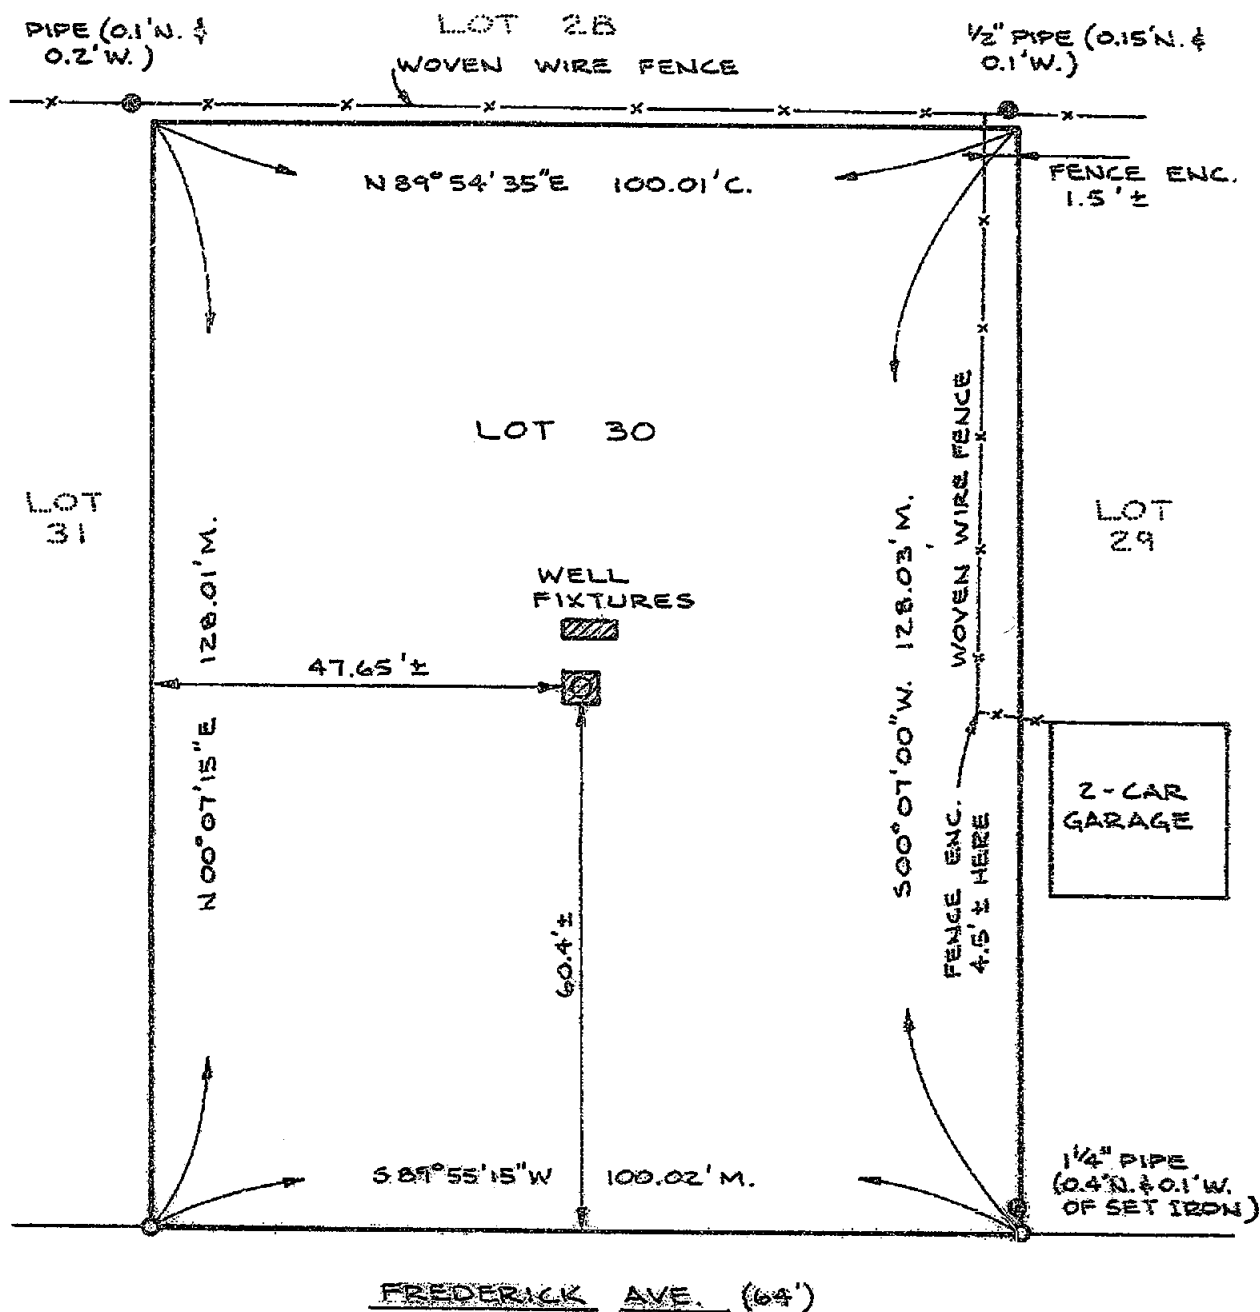 PIPE (0.1'N. &
0.2'W.)
LOT 28
WOVEN WIRE FENCE
1/2" PIPE (0.15'N. &
0.1'W.)
N 89° 54' 35" E 100.01' C.
FENCE ENC.
1.5' ±
LOT 30
LOT
31
LOT
29
N 00° 07' 15" E 128.01' M.
S 00° 07' 00" W. 128.03' M.
WOVEN WIRE FENCE
WELL
FIXTURES
47.65' ±
60.4' ±
FENCE ENC.
4.5' ± HERE
2-CAR
GARAGE
S 89° 55' 15" W 100.02' M.
1 1/4" PIPE
(0.4'N. & 0.1'W.
OF SET IRON)
FREDERICK AVE. (64')